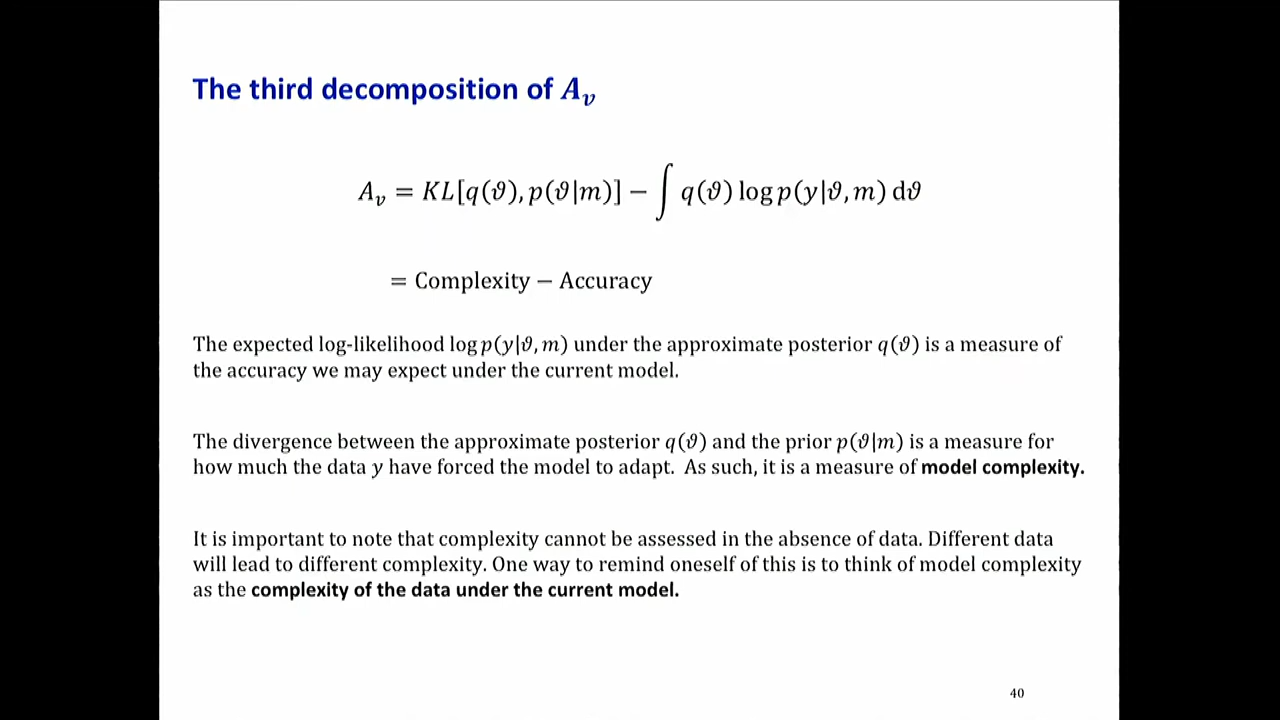 The third decomposition of A_v
A_v = KL[q(ϑ), p(ϑ|m)] − ∫ q(ϑ) log p(y|ϑ, m) dϑ
= Complexity − Accuracy
The expected log-likelihood log p(y|ϑ, m) under the approximate posterior q(ϑ) is a measure of
the accuracy we may expect under the current model.
The divergence between the approximate posterior q(ϑ) and the prior p(ϑ|m) is a measure for
how much the data y have forced the model to adapt. As such, it is a measure of model complexity.
It is important to note that complexity cannot be assessed in the absence of data. Different data
will lead to different complexity. One way to remind oneself of this is to think of model complexity
as the complexity of the data under the current model.
40